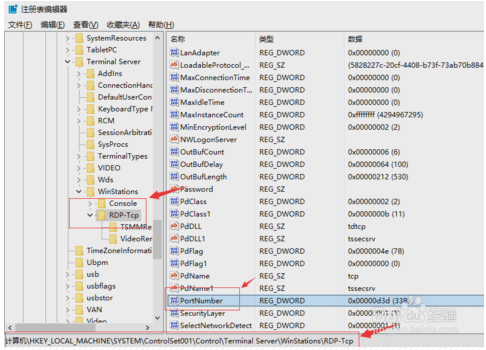 注册表编辑器
文件(F) 编辑(E) 查看(V) 收藏夹(A) 帮助(H)
SystemResources
TabletPC
Terminal Server
AddIns
ConnectionHand
DefaultUserCon
KeyboardType M
RCM
SessionArbitrati
SysProcs
TerminalTypes
VIDEO
Wds
WinStations
Console
RDP-Tcp
TSMMRe
VideoRer
TimeZoneInformati
Ubpm
usb
usbflags
usbstor
VAN
Video
名称 类型 数据
LanAdapter REG_DWORD 0x00000000 (0)
LoadableProtocol_... REG_SZ {5828227c-20cf-4408-b73f-73ab70b884
MaxConnectionTime REG_DWORD 0x00000000 (0)
MaxDisconnectionT... REG_DWORD 0x00000000 (0)
MaxIdleTime REG_DWORD 0x00000000 (0)
MaxInstanceCount REG_DWORD 0xffffffff (4294967295)
MinEncryptionLevel REG_DWORD 0x00000002 (2)
NWLogonServer REG_SZ
OutBufCount REG_DWORD 0x00000006 (6)
OutBufDelay REG_DWORD 0x00000064 (100)
OutBufLength REG_DWORD 0x00000212 (530)
Password REG_SZ
PdClass REG_DWORD 0x00000002 (2)
PdClass1 REG_DWORD 0x0000000b (11)
PdDLL REG_SZ tdtcp
PdDLL1 REG_SZ tssecsrv
PdFlag REG_DWORD 0x0000004e (78)
PdFlag1 REG_DWORD 0x00000000 (0)
PdName REG_SZ tcp
PdName1 REG_SZ tssecsrv
PortNumber REG_DWORD 0x00000d3d (338
SecurityLayer REG_DWORD 0x00000001 (1)
SelectNetworkDetect REG_DWORD 0x00000001
计算机\HKEY_LOCAL_MACHINE\SYSTEM\ControlSet001\Control\Terminal Server\WinStations\RDP-Tcp